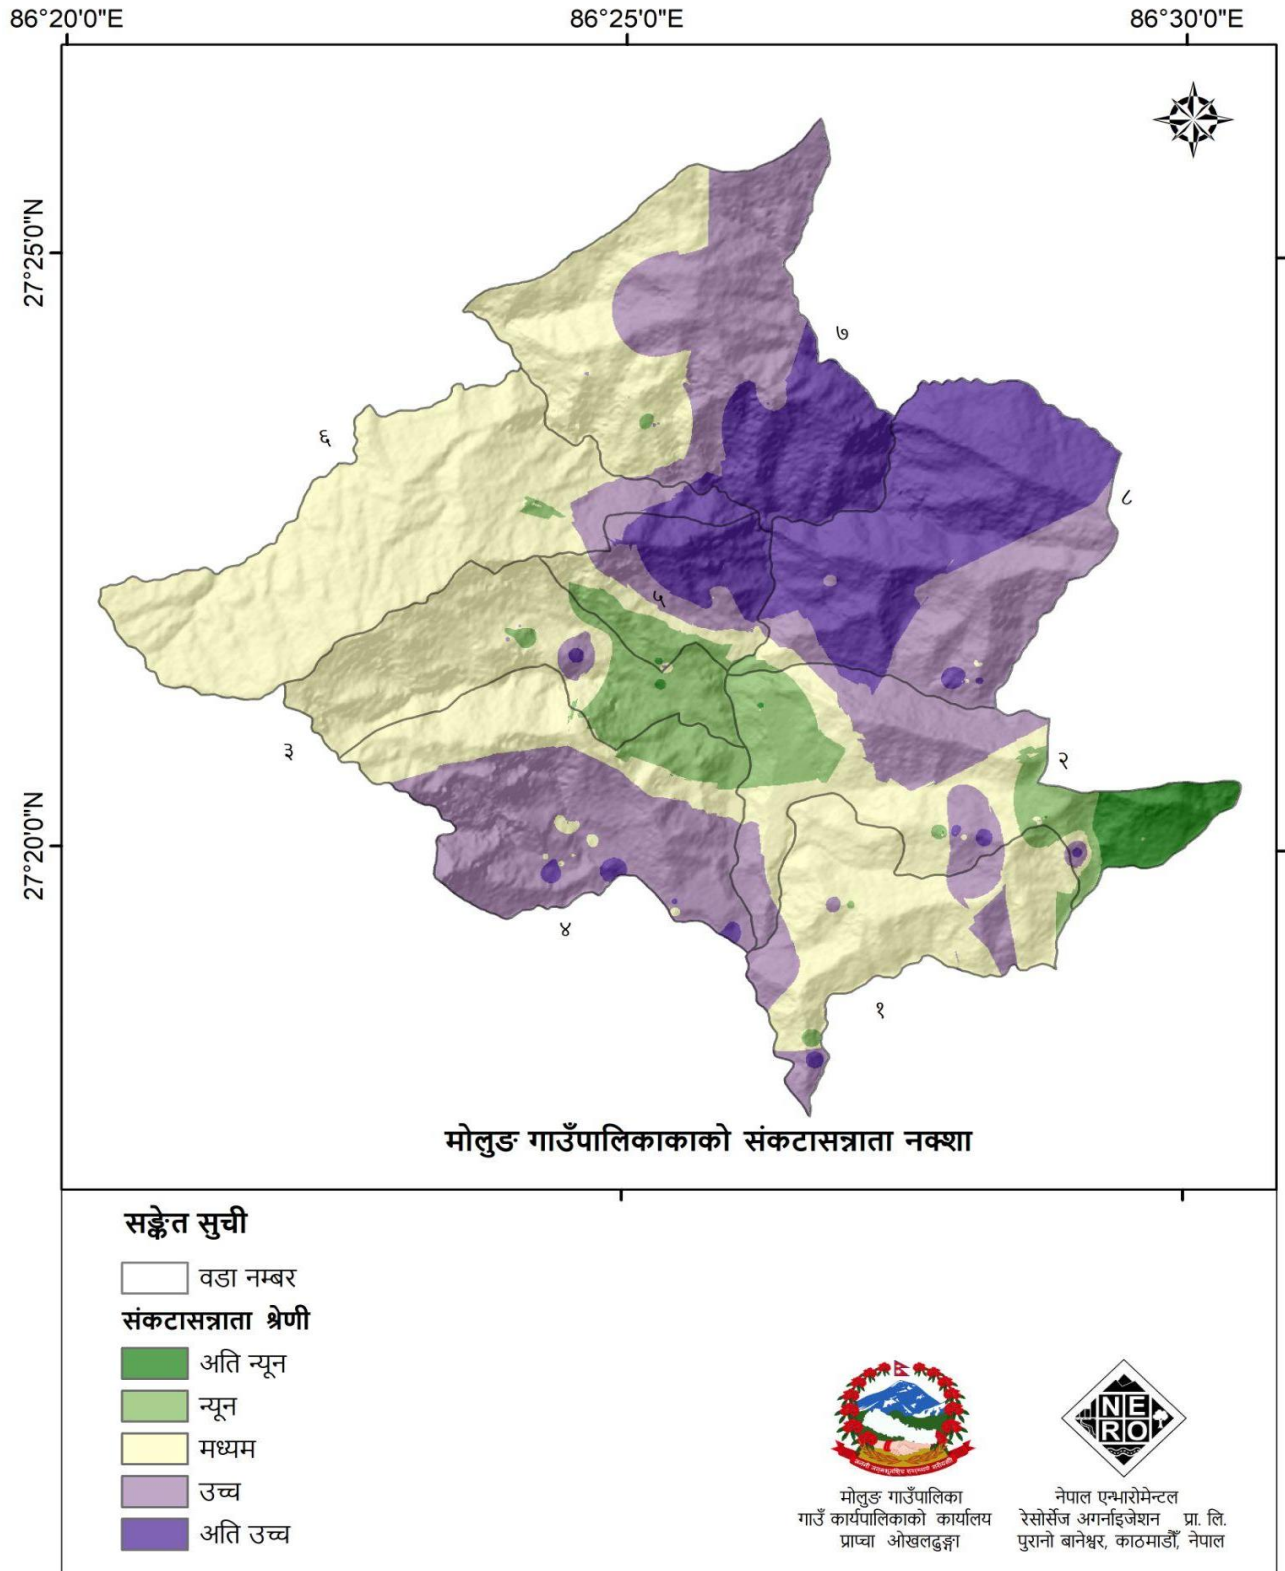 86°20'0"E 86°25'0"E 86°30'0"E
27°25'0"N
७
६
८
५
३
२
27°20'0"N
४
१
मोलुङ गाउँपालिकाकाको संकटासन्नाता नक्शा
सङ्केत सुची
वडा नम्बर
संकटासन्नाता श्रेणी
अति न्यून
न्यून
मध्यम
उच्च
अति उच्च
NE
RO
मोलुङ गाउँपालिका
गाउँ कार्यपालिकाको कार्यालय
प्राप्चा ओखलढुङ्गा
नेपाल एन्भारोमेन्टल
रेसोर्सेज अगर्नाइजेशन प्रा. लि.
पुरानो बानेश्वर, काठमाडौँ, नेपाल